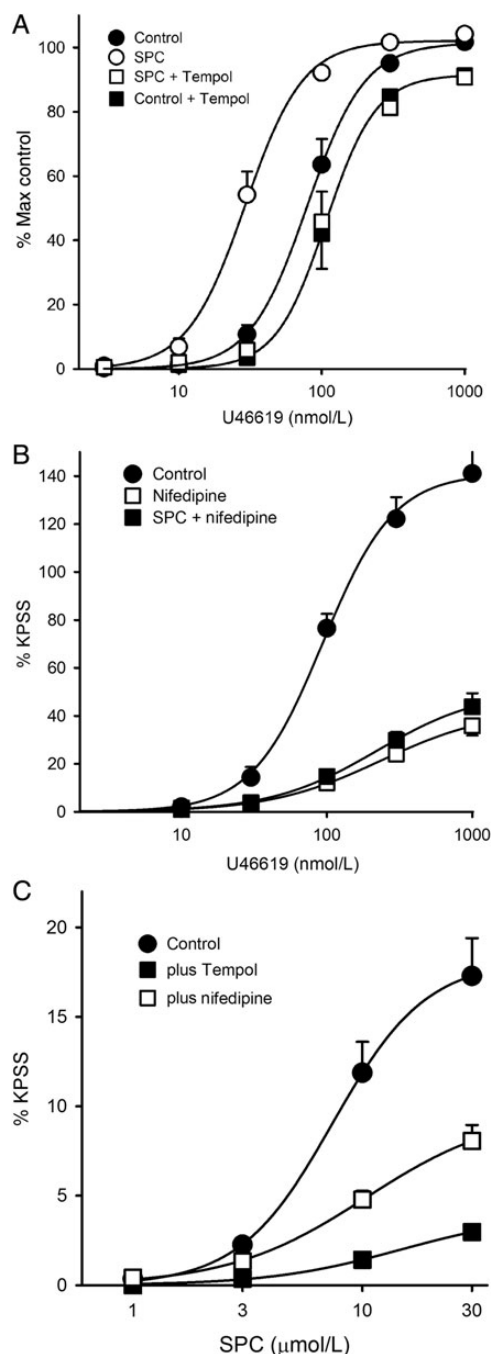 A
Control
SPC
SPC + Tempol
Control + Tempol
100
80
60
40
20
0
% Max control
10 100 1000
U46619 (nmol/L)
B
Control
Nifedipine
SPC + nifedipine
140
120
100
80
60
40
20
0
% KPSS
10 100 1000
U46619 (nmol/L)
C
Control
plus Tempol
plus nifedipine
20
15
10
5
0
% KPSS
1 3 10 30
SPC (μmol/L)